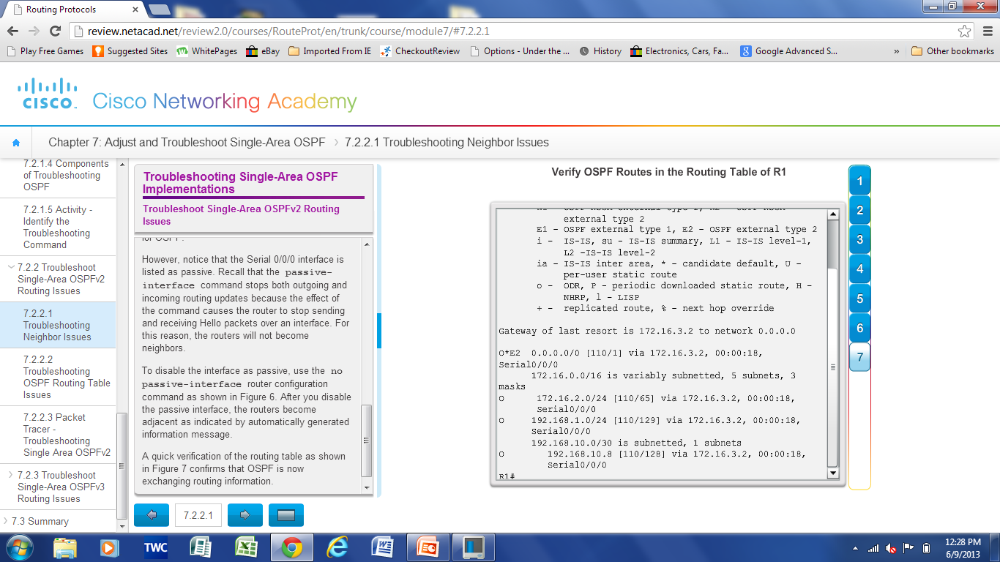 Routing Protocols
review.netacad.net/review2.0/courses/RouteProt/en/trunk/course/module7/#7.2.2.1
Play Free Games
Suggested Sites
WhitePages
eBay
Imported From IE
CheckoutReview
Options - Under the ...
History
Electronics, Cars, Fa...
Google Advanced S...
»
Other bookmarks
CISCO
Cisco Networking Academy
Chapter 7: Adjust and Troubleshoot Single-Area OSPF > 7.2.2.1 Troubleshooting Neighbor Issues
7.2.1.4 Components
of Troubleshooting
OSPF
7.2.1.5 Activity -
Identify the
Troubleshooting
Command
7.2.2 Troubleshoot
Single-Area OSPFv2
Routing Issues
7.2.2.1
Troubleshooting
Neighbor Issues
7.2.2.2
Troubleshooting
OSPF Routing Table
Issues
7.2.2.3 Packet
Tracer -
Troubleshooting
Single Area OSPFv2
7.2.3 Troubleshoot
Single-Area OSPFv3
Routing Issues
7.3 Summary
Troubleshooting Single-Area OSPF
Implementations
Troubleshoot Single-Area OSPFv2 Routing
Issues
for OSPF.
However, notice that the Serial 0/0/0 interface is
listed as passive. Recall that the passive-
interface command stops both outgoing and
incoming routing updates because the effect of
the command causes the router to stop sending
and receiving Hello packets over an interface. For
this reason, the routers will not become
neighbors.
To disable the interface as passive, use the no
passive-interface router configuration
command as shown in Figure 6. After you disable
the passive interface, the routers become
adjacent as indicated by automatically generated
information message.
A quick verification of the routing table as shown
in Figure 7 confirms that OSPF is now
exchanging routing information.
7.2.2.1
Verify OSPF Routes in the Routing Table of R1
external type 2
E1 - OSPF external type 1, E2 - OSPF external type 2
i - IS-IS, su - IS-IS summary, L1 - IS-IS level-1,
L2 -IS-IS level-2
ia - IS-IS inter area, * - candidate default, U -
per-user static route
o - ODR, P - periodic downloaded static route, H -
NHRP, l - LISP
+ - replicated route, % - next hop override
Gateway of last resort is 172.16.3.2 to network 0.0.0.0
O*E2 0.0.0.0/0 [110/1] via 172.16.3.2, 00:00:18,
Serial0/0/0
172.16.0.0/16 is variably subnetted, 5 subnets, 3
masks
O 172.16.2.0/24 [110/65] via 172.16.3.2, 00:00:18,
Serial0/0/0
O 192.168.1.0/24 [110/129] via 172.16.3.2, 00:00:18,
Serial0/0/0
192.168.10.0/30 is subnetted, 1 subnets
O 192.168.10.8 [110/128] via 172.16.3.2, 00:00:18,
Serial0/0/0
R1#
1
2
3
4
5
6
7
TWC
12:28 PM
6/9/2013